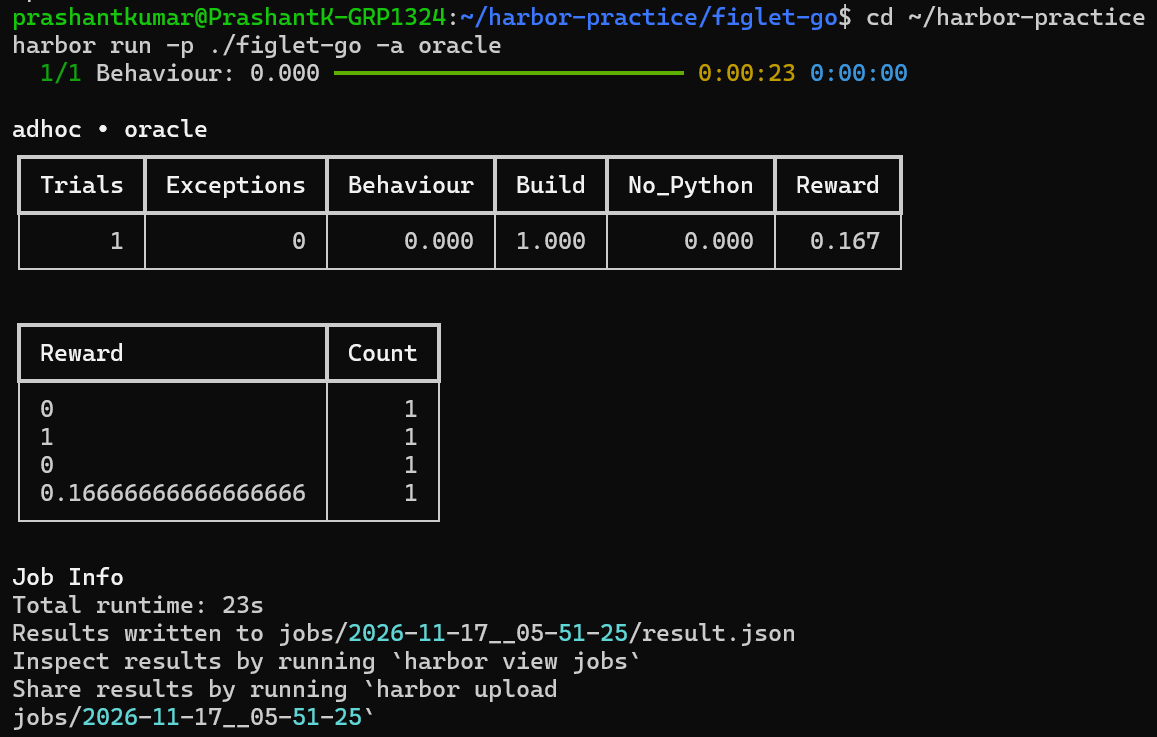 prashantkumar@PrashantK-GRP1324:~/harbor-practice/figlet-go$ cd ~/harbor-practice
harbor run -p ./figlet-go -a oracle
1/1 Behaviour: 0.000 0:00:23 0:00:00
adhoc • oracle
Trials Exceptions Behaviour Build No_Python Reward
1 0 0.000 1.000 0.000 0.167
Reward Count
0 1
1 1
0 1
0.16666666666666666 1
Job Info
Total runtime: 23s
Results written to jobs/2026-11-17__05-51-25/result.json
Inspect results by running `harbor view jobs`
Share results by running `harbor upload
jobs/2026-11-17__05-51-25`